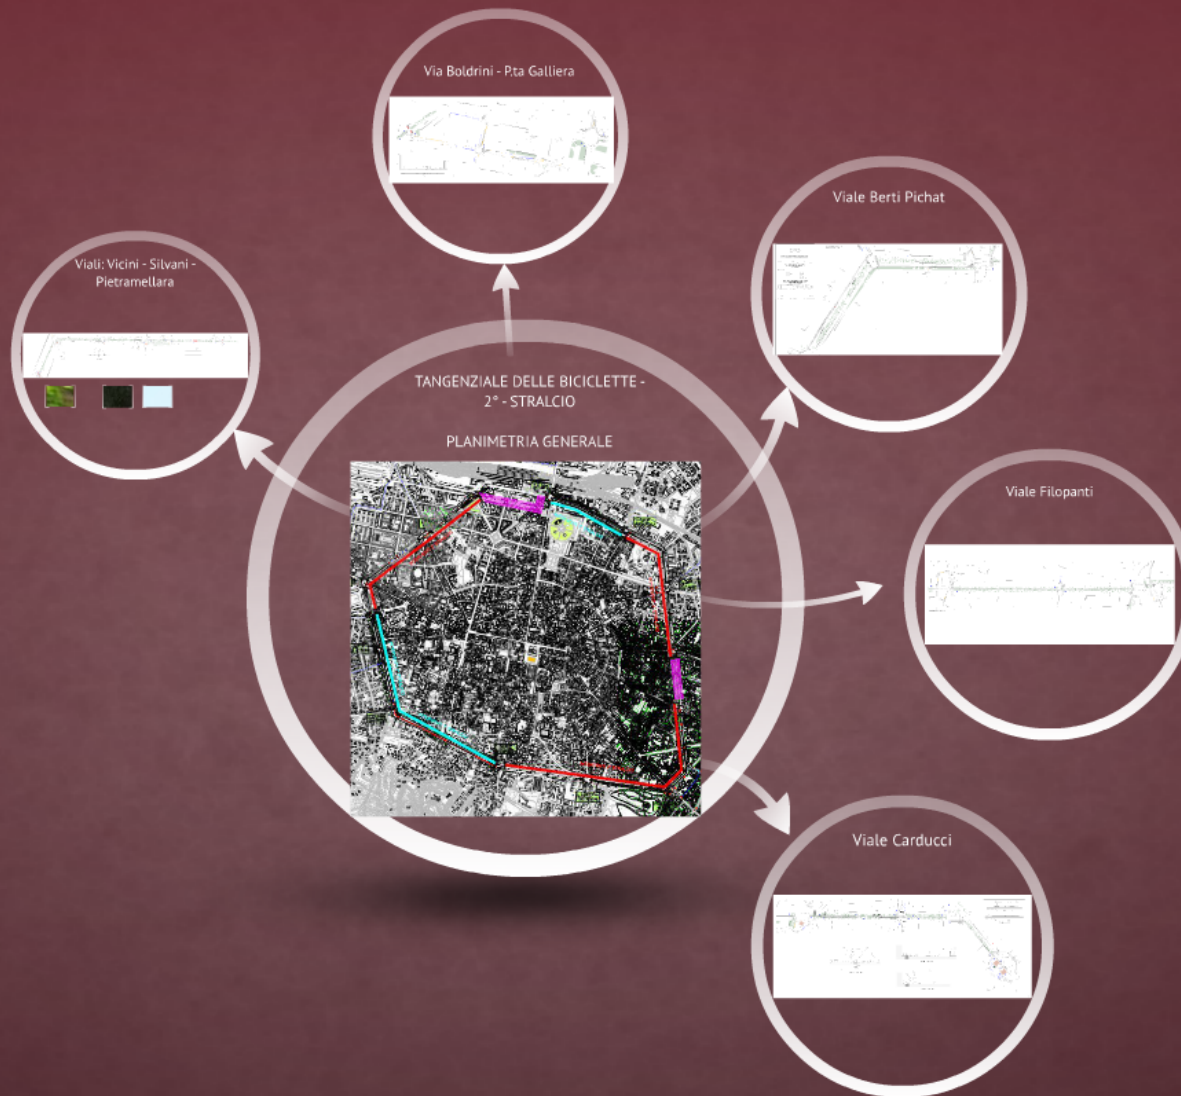 Via Boldrini - P.ta Galliera
Viale Berti Pichat
Viali: Vicini - Silvani -
Pietramellara
TANGENZIALE DELLE BICICLETTE -
2° - STRALCIO
PLANIMETRIA GENERALE
Viale Filopanti
Viale Carducci